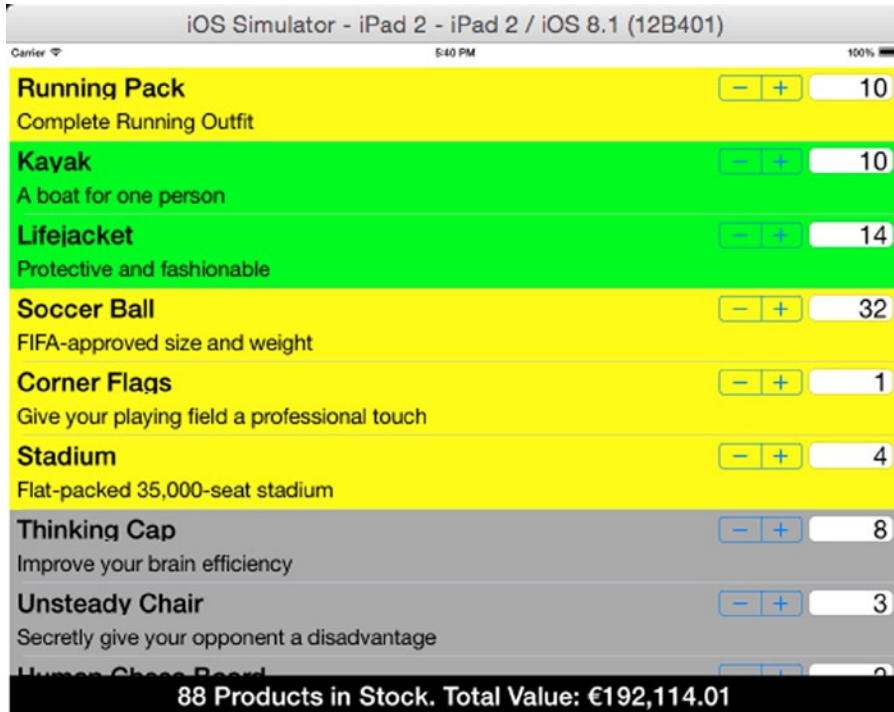 iOS Simulator - iPad 2 - iPad 2 / iOS 8.1 (12B401)
Carrier 5:40 PM 100%
Running Pack − + 10
Complete Running Outfit
Kayak − + 10
A boat for one person
Lifejacket − + 14
Protective and fashionable
Soccer Ball − + 32
FIFA-approved size and weight
Corner Flags − + 1
Give your playing field a professional touch
Stadium − + 4
Flat-packed 35,000-seat stadium
Thinking Cap − + 8
Improve your brain efficiency
Unsteady Chair − + 3
Secretly give your opponent a disadvantage
Human Chess Board − +
88 Products in Stock. Total Value: €192,114.01